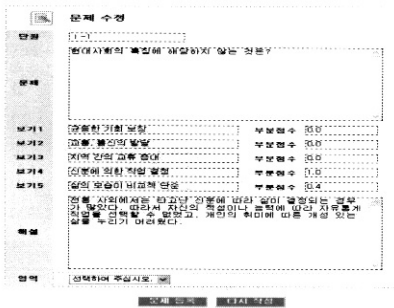 문제 수정
단원 1-1
문제 현대사회의 특징에 해당하지 않는 것은?
보기1 균등한 기회 보장 부분점수 0.0
보기2 교통, 통신의 발달 부분점수 0.0
보기3 지역 간의 교류 증대 부분점수 0.0
보기4 신분에 의한 직업 결정 부분점수 1.0
보기5 삶의 모습이 비교적 단순 부분점수 0.4
해설 전통 사회에서는 타고난 신분에 따라 삶이 결정되는 경우
가 많았다. 따라서 자신의 적성이나 능력에 따라 자유롭게
직업을 선택할 수 없었고, 개인의 취미에 따른 개성 있는
삶을 누리기 어려웠다.
영역 선택하여 주십시오.
문제 등록 다시 작성